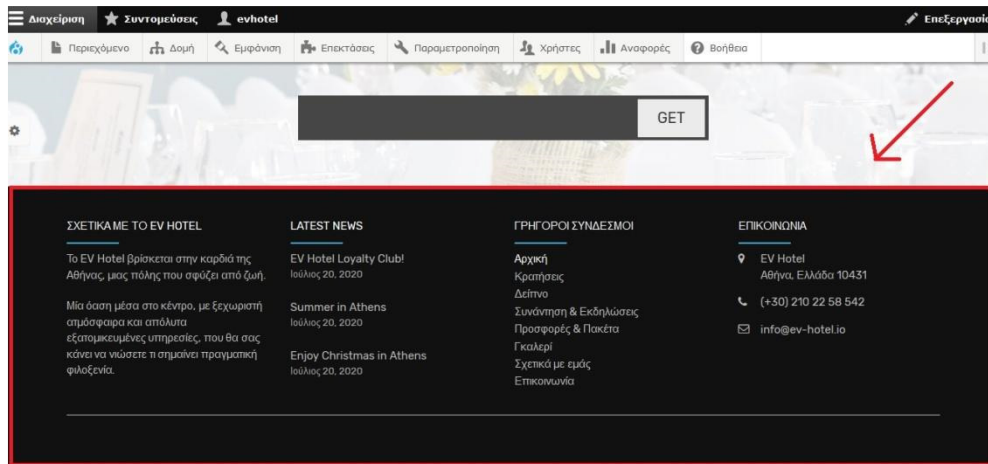 Διαχείριση Συντομεύσεις evhotel Επεξεργασία
Περιεχόμενο Δομή Εμφάνιση Επεκτάσεις Παραμετροποίηση Χρήστες Αναφορές Βοήθεια
GET
ΣΧΕΤΙΚΑ ΜΕ ΤΟ EV HOTEL
Το EV Hotel βρίσκεται στην καρδιά της
Αθήνας, μιας πόλης που σφύζει από ζωή.
Μία όαση μέσα στο κέντρο, με ξεχωριστή
ατμόσφαιρα και απόλυτα
εξατομικευμένες υπηρεσίες, που θα σας
κάνει να νιώσετε τι σημαίνει πραγματική
φιλοξενία.
LATEST NEWS
EV Hotel Loyalty Club!
Ιούλιος 20, 2020
Summer in Athens
Ιούλιος 20, 2020
Enjoy Christmas in Athens
Ιούλιος 20, 2020
ΓΡΗΓΟΡΟΙ ΣΥΝΔΕΣΜΟΙ
Αρχική
Κρατήσεις
Δείπνο
Συνάντηση & Εκδηλώσεις
Προσφορές & Πακέτα
Γκαλερί
Σχετικά με εμάς
Επικοινωνία
ΕΠΙΚΟΙΝΩΝΙΑ
EV Hotel
Αθήνα, Ελλάδα 10431
(+30) 210 22 58 542
info@ev-hotel.io